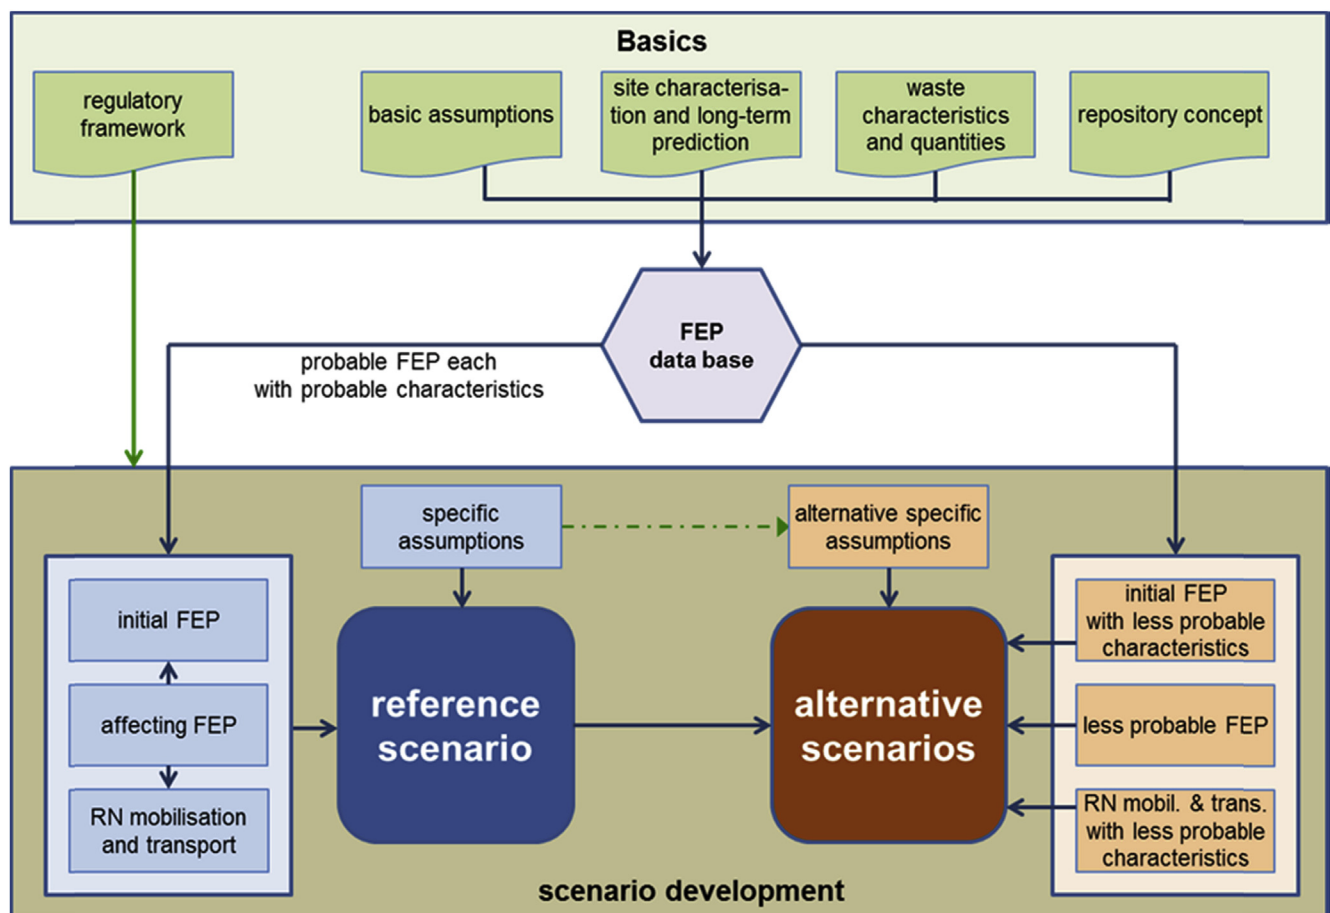 Basics
regulatory
framework
basic assumptions
site characterisa-
tion and long-term
prediction
waste
characteristics
and quantities
repository concept
FEP
data base
probable FEP each
with probable characteristics
specific
assumptions
alternative specific
assumptions
initial FEP
affecting FEP
RN mobilisation
and transport
reference
scenario
alternative
scenarios
initial FEP
with less probable
characteristics
less probable FEP
RN mobil. & trans.
with less probable
characteristics
scenario development